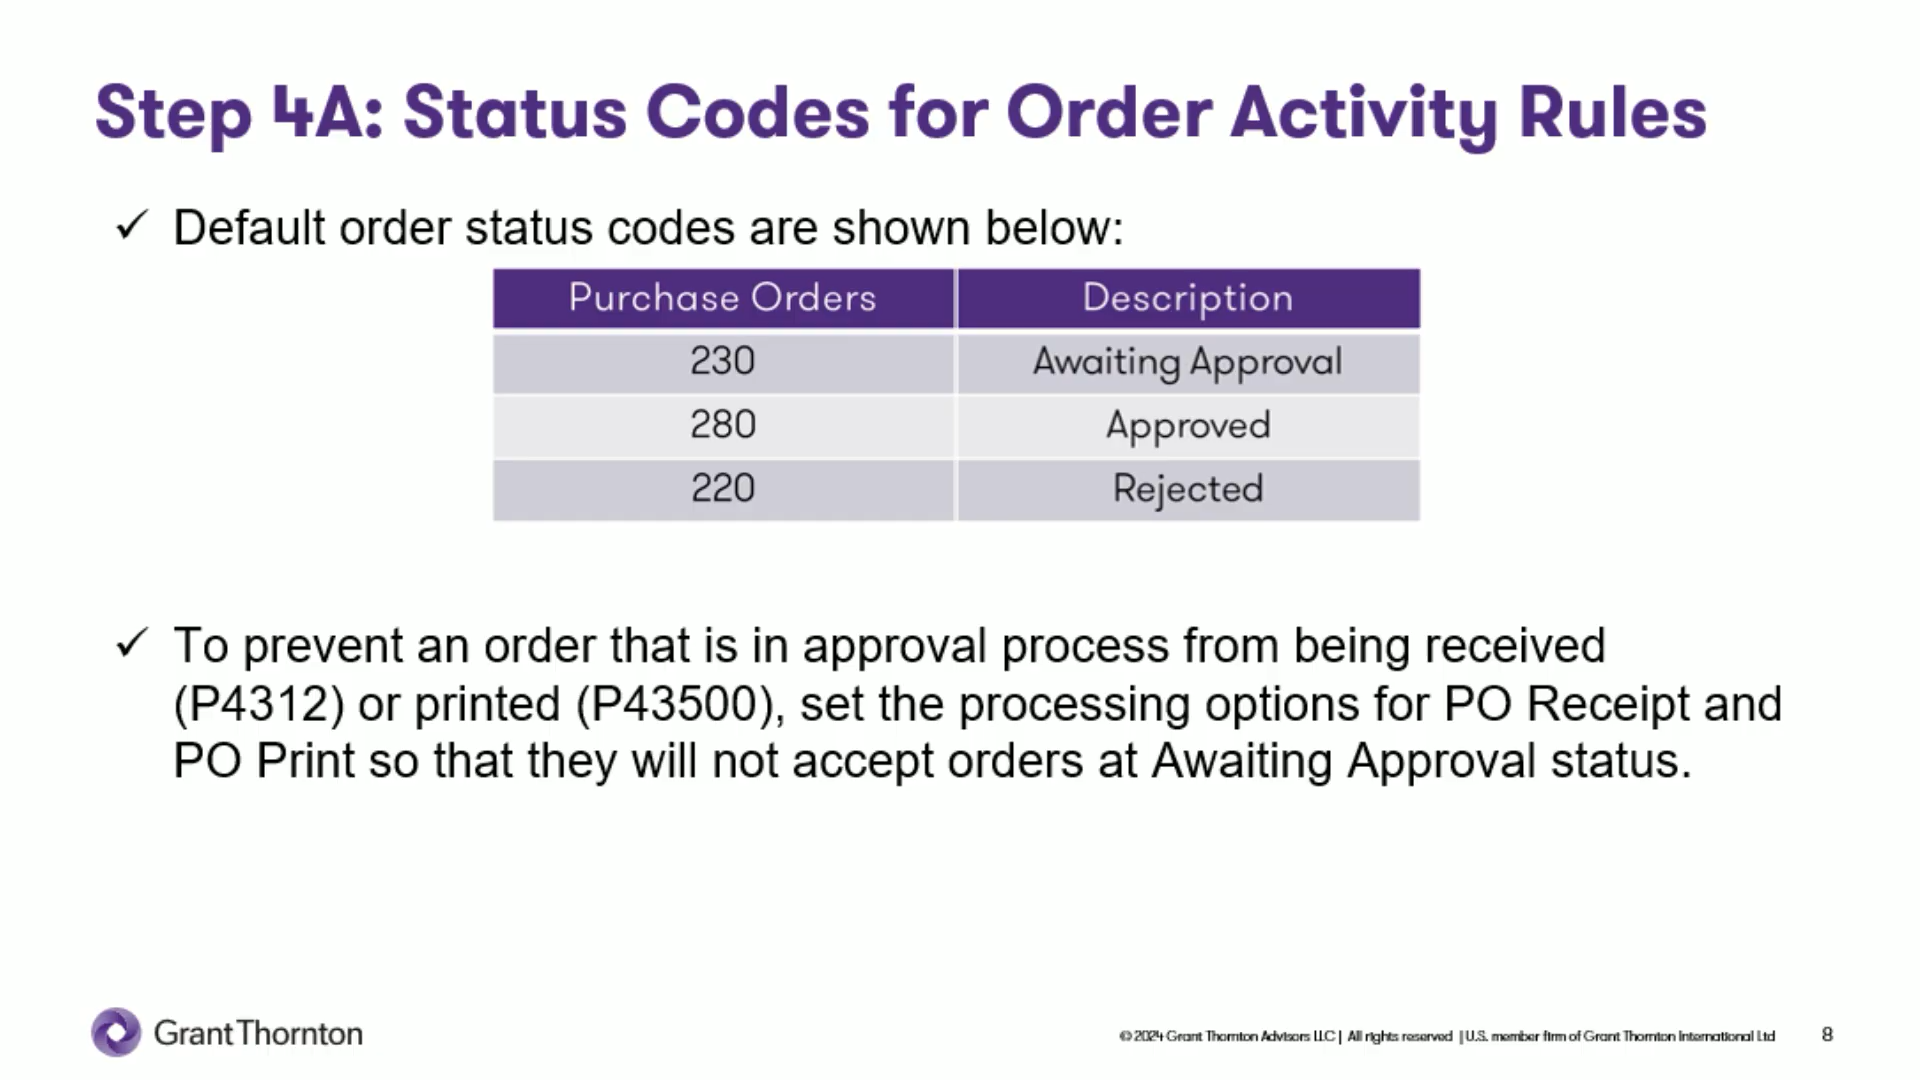 Step 4A: Status Codes for Order Activity Rules
✓ Default order status codes are shown below:
Purchase Orders Description
230 Awaiting Approval
280 Approved
220 Rejected
✓ To prevent an order that is in approval process from being received
(P4312) or printed (P43500), set the processing options for PO Receipt and
PO Print so that they will not accept orders at Awaiting Approval status.
GrantThornton
© 2024 Grant Thornton Advisors LLC | All rights reserved | U.S. member firm of Grant Thornton International Ltd
8